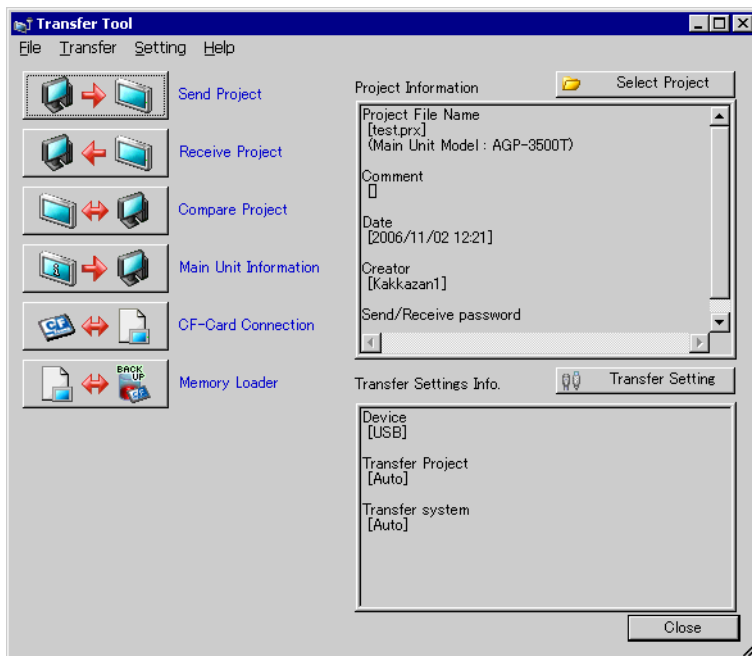 Transfer Tool
File Transfer Setting Help
Send Project
Receive Project
Compare Project
Main Unit Information
CF-Card Connection
Memory Loader
CF
BACK
UP
CF
Project Information
Select Project
Project File Name
[test.prx]
(Main Unit Model : AGP-3500T)
Comment
[]
Date
[2006/11/02 12:21]
Creator
[Kakkazan1]
Send/Receive password
Transfer Settings Info.
Transfer Setting
Device
[USB]
Transfer Project
[Auto]
Transfer system
[Auto]
Close